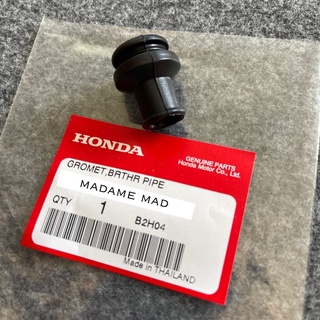 HONDA
GENUINE PARTS
Honda Motor Co., Ltd.
GROMET,BRTHR PIPE
MADAME MAD
QTY 1 B2H04
Made in THAILAND